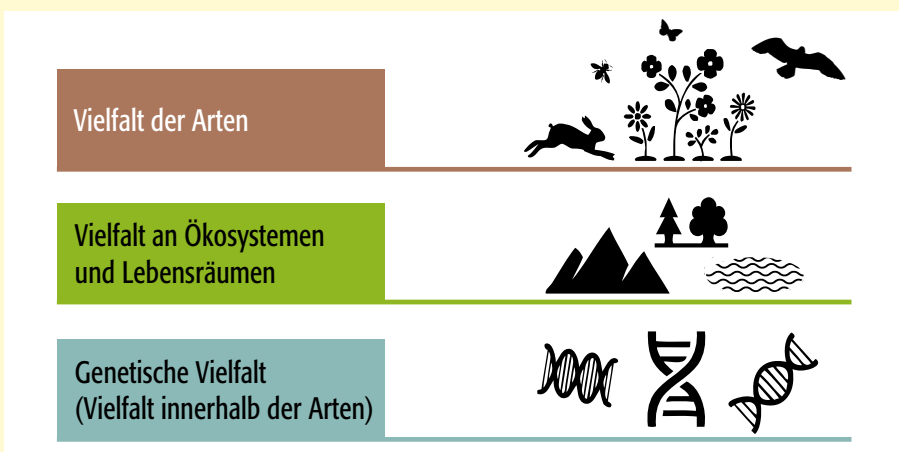 Vielfalt der Arten
Vielfalt an Ökosystemen
und Lebensräumen
Genetische Vielfalt
(Vielfalt innerhalb der Arten)